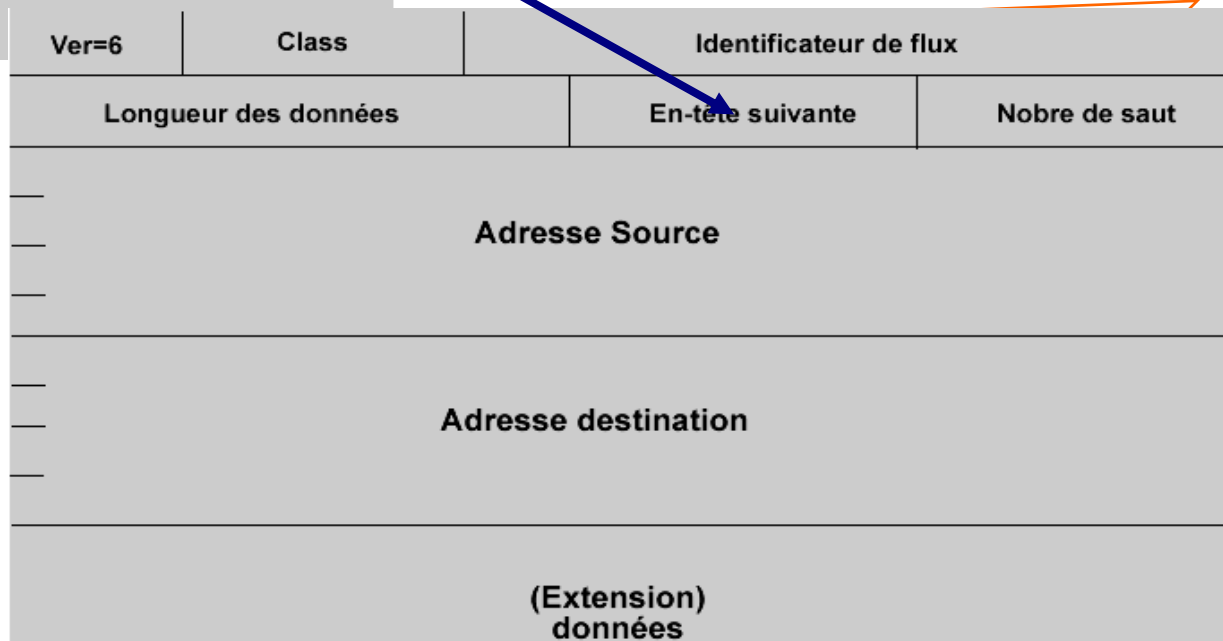 Ver=6 Class Identificateur de flux
Longueur des données En-tête suivante Nobre de saut
Adresse Source
Adresse destination
(Extension)
données